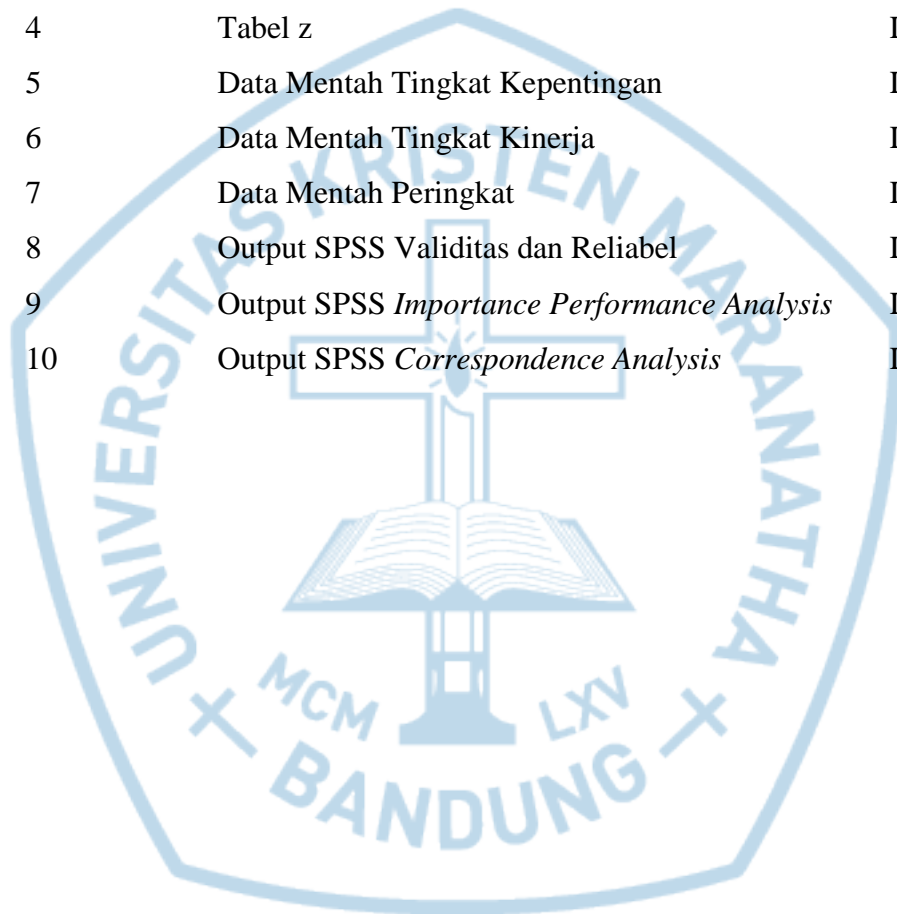 4 Tabel z
5 Data Mentah Tingkat Kepentingan
6 Data Mentah Tingkat Kinerja
7 Data Mentah Peringkat
8 Output SPSS Validitas dan Reliabel
9 Output SPSS Importance Performance Analysis
10 Output SPSS Correspondence Analysis
UNIVERSITAS KRISTEN MARANATHA
MCM LXV
BANDUNG